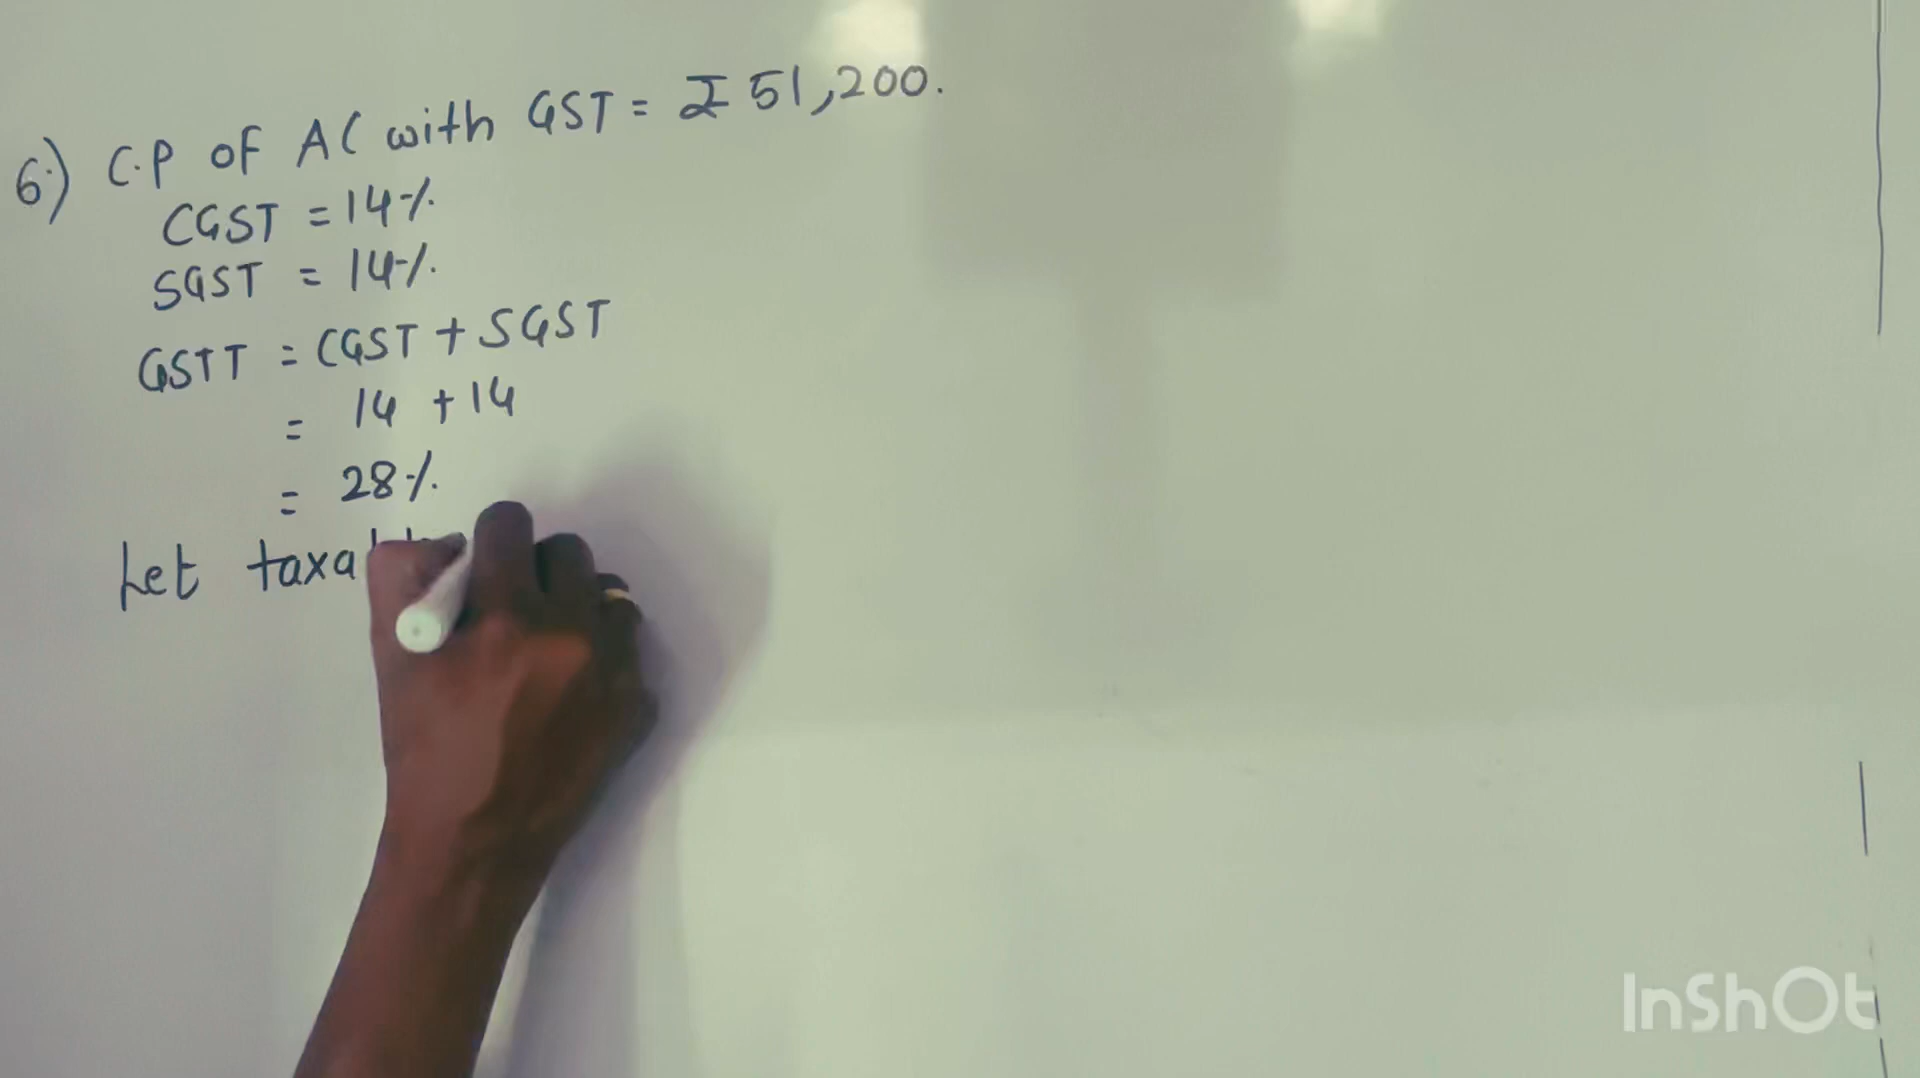 6.) C.P OF AC with GST = ₹ 51,200.
CGST = 14%
SGST = 14%
GSTT = CGST + SGST
= 14 + 14
= 28%
Let
InShOt